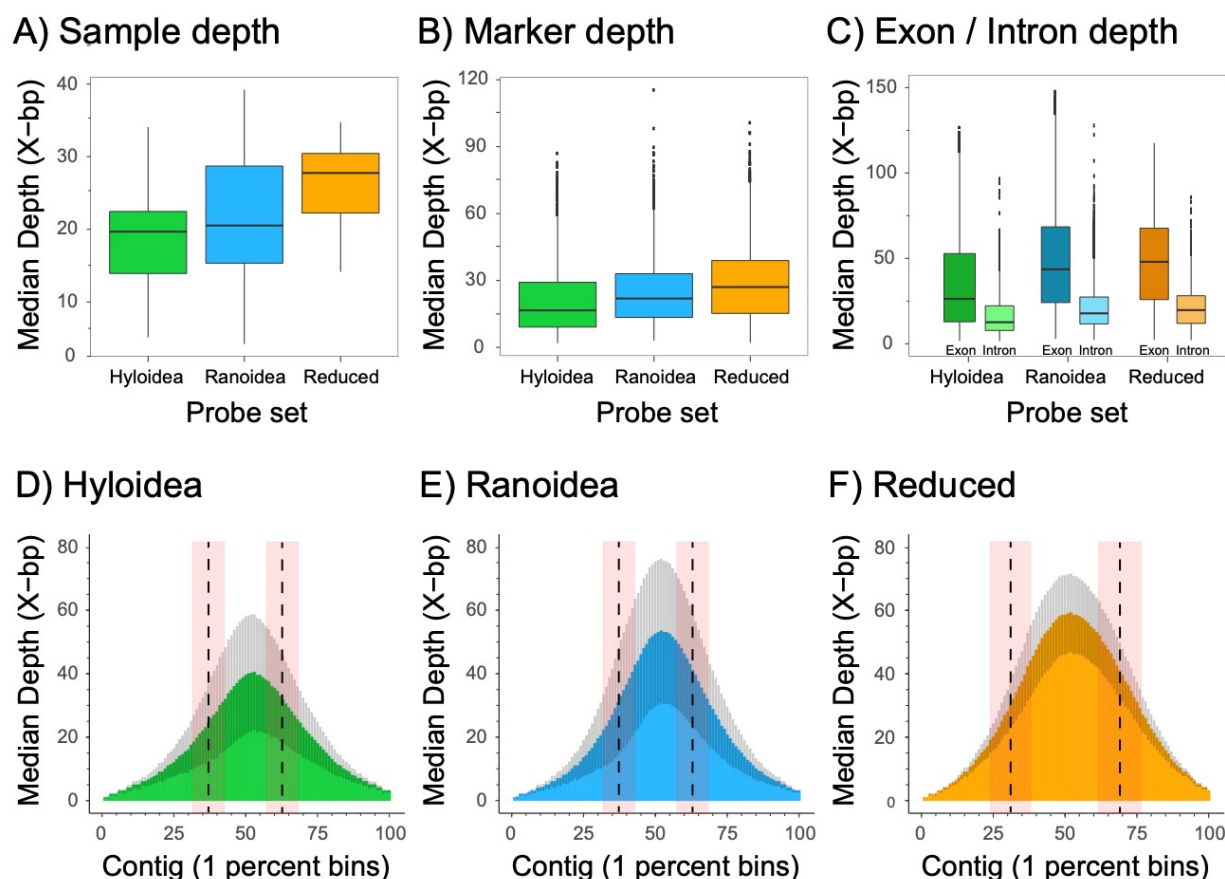 A) Sample depth
Median Depth (X-bp)
40
30
20
10
0
Hyloidea Ranoidea Reduced
Probe set
B) Marker depth
Median Depth (X-bp)
120
90
60
30
0
Hyloidea Ranoidea Reduced
Probe set
C) Exon / Intron depth
Median Depth (X-bp)
150
100
50
0
Exon Intron Exon Intron Exon Intron
Hyloidea Ranoidea Reduced
Probe set
D) Hyloidea
Median Depth (X-bp)
80
60
40
20
0
0 25 50 75 100
Contig (1 percent bins)
E) Ranoidea
Median Depth (X-bp)
80
60
40
20
0
0 25 50 75 100
Contig (1 percent bins)
F) Reduced
Median Depth (X-bp)
80
60
40
20
0
0 25 50 75 100
Contig (1 percent bins)